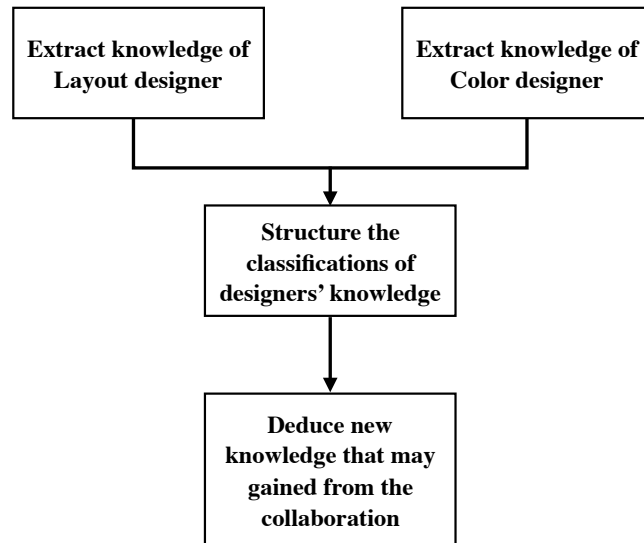 Extract knowledge of
Layout designer
Extract knowledge of
Color designer
Structure the
classifications of
designers’ knowledge
Deduce new
knowledge that may
gained from the
collaboration